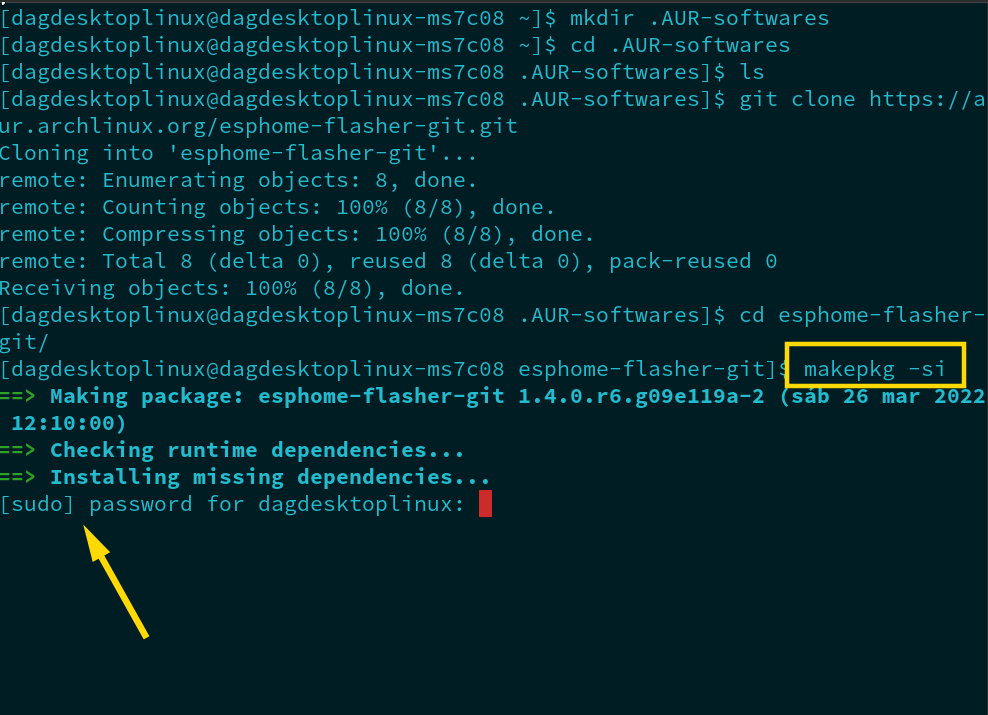 [dagdesktoplinux@dagdesktoplinux-ms7c08 ~]$ mkdir .AUR-softwares
[dagdesktoplinux@dagdesktoplinux-ms7c08 ~]$ cd .AUR-softwares
[dagdesktoplinux@dagdesktoplinux-ms7c08 .AUR-softwares]$ ls
[dagdesktoplinux@dagdesktoplinux-ms7c08 .AUR-softwares]$ git clone https://a
ur.archlinux.org/esphome-flasher-git.git
Cloning into 'esphome-flasher-git'...
remote: Enumerating objects: 8, done.
remote: Counting objects: 100% (8/8), done.
remote: Compressing objects: 100% (8/8), done.
remote: Total 8 (delta 0), reused 8 (delta 0), pack-reused 0
Receiving objects: 100% (8/8), done.
[dagdesktoplinux@dagdesktoplinux-ms7c08 .AUR-softwares]$ cd esphome-flasher-
git/
[dagdesktoplinux@dagdesktoplinux-ms7c08 esphome-flasher-git]$ makepkg -si
==> Making package: esphome-flasher-git 1.4.0.r6.g09e119a-2 (sáb 26 mar 2022
 12:10:00)
==> Checking runtime dependencies...
==> Installing missing dependencies...
[sudo] password for dagdesktoplinux: